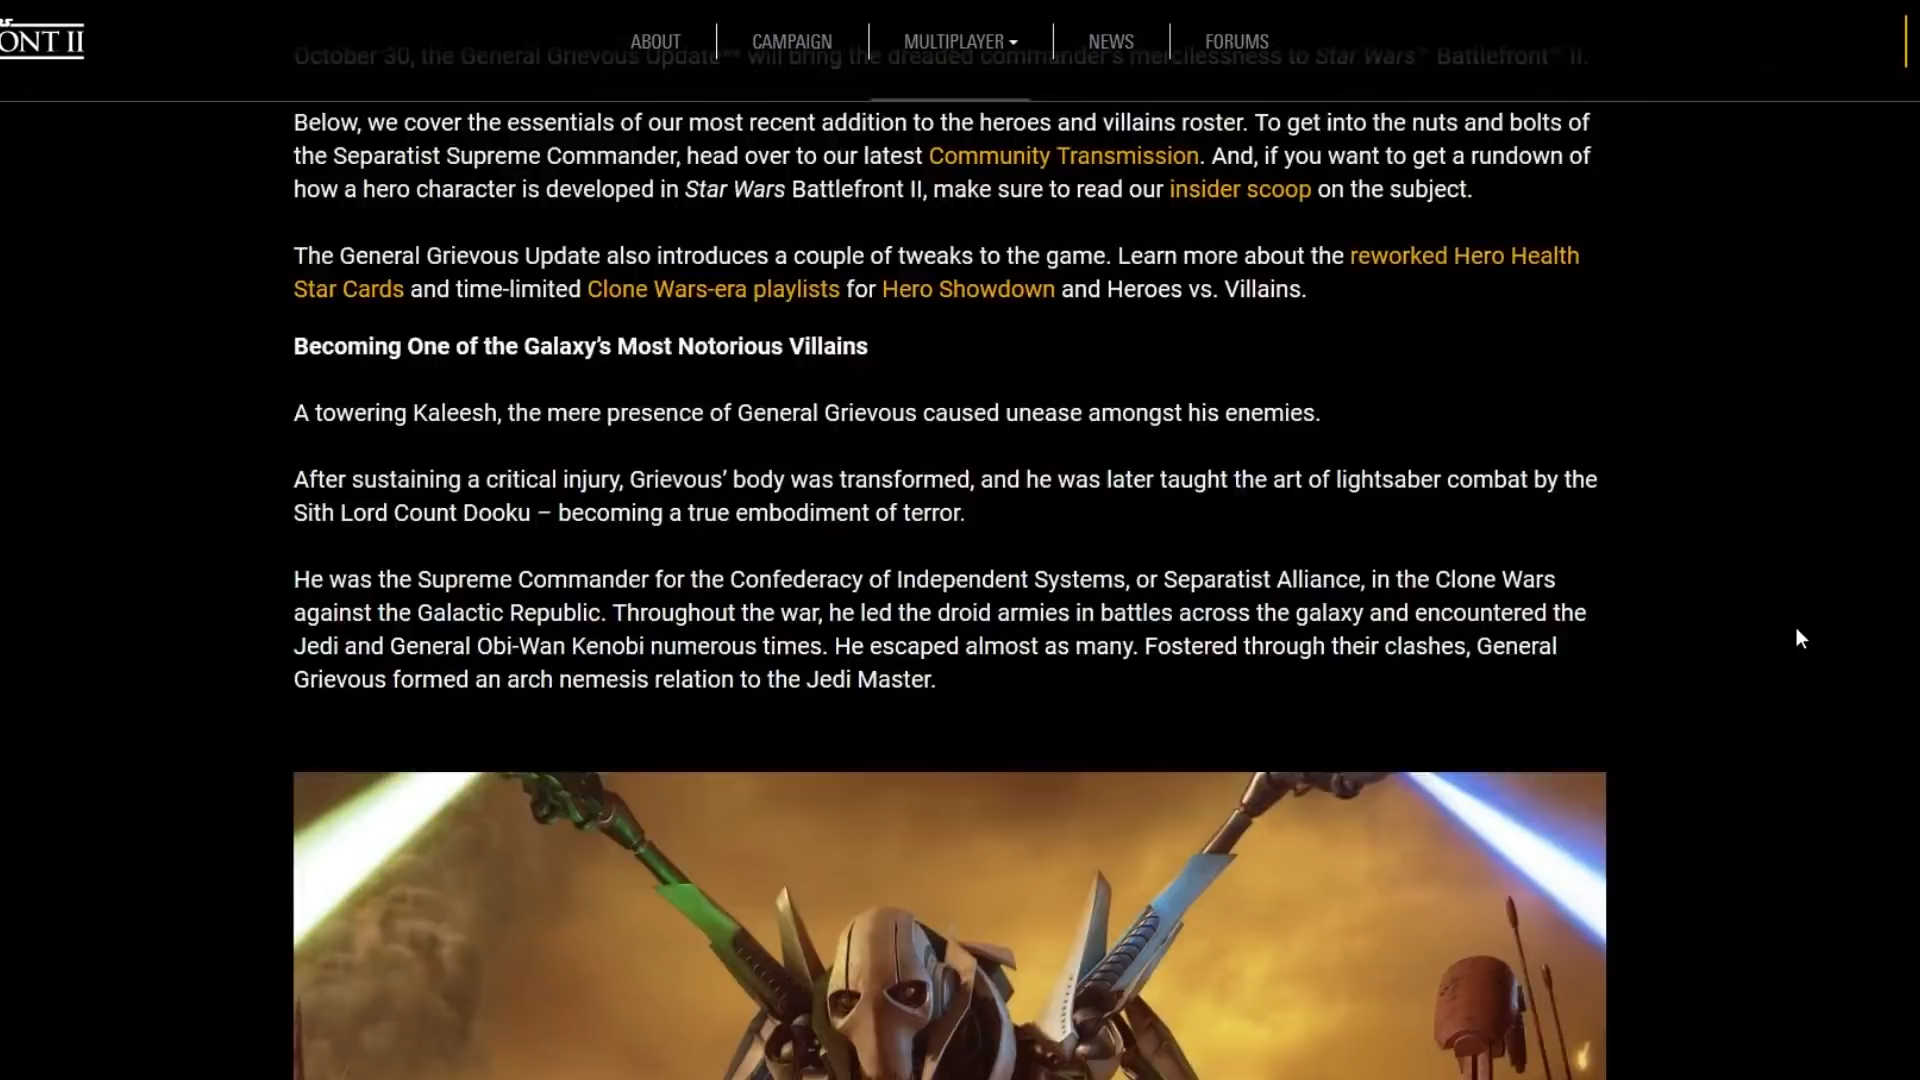 ONT II
ABOUT
CAMPAIGN
MULTIPLAYER
NEWS
FORUMS
October 30, the General Grievous Update** will bring the dreaded commander's mercilessness to Star Wars™ Battlefront™ II.
Below, we cover the essentials of our most recent addition to the heroes and villains roster. To get into the nuts and bolts of
the Separatist Supreme Commander, head over to our latest Community Transmission. And, if you want to get a rundown of
how a hero character is developed in Star Wars Battlefront II, make sure to read our insider scoop on the subject.
The General Grievous Update also introduces a couple of tweaks to the game. Learn more about the reworked Hero Health
Star Cards and time-limited Clone Wars-era playlists for Hero Showdown and Heroes vs. Villains.
Becoming One of the Galaxy’s Most Notorious Villains
A towering Kaleesh, the mere presence of General Grievous caused unease amongst his enemies.
After sustaining a critical injury, Grievous’ body was transformed, and he was later taught the art of lightsaber combat by the
Sith Lord Count Dooku – becoming a true embodiment of terror.
He was the Supreme Commander for the Confederacy of Independent Systems, or Separatist Alliance, in the Clone Wars
against the Galactic Republic. Throughout the war, he led the droid armies in battles across the galaxy and encountered the
Jedi and General Obi-Wan Kenobi numerous times. He escaped almost as many. Fostered through their clashes, General
Grievous formed an arch nemesis relation to the Jedi Master.